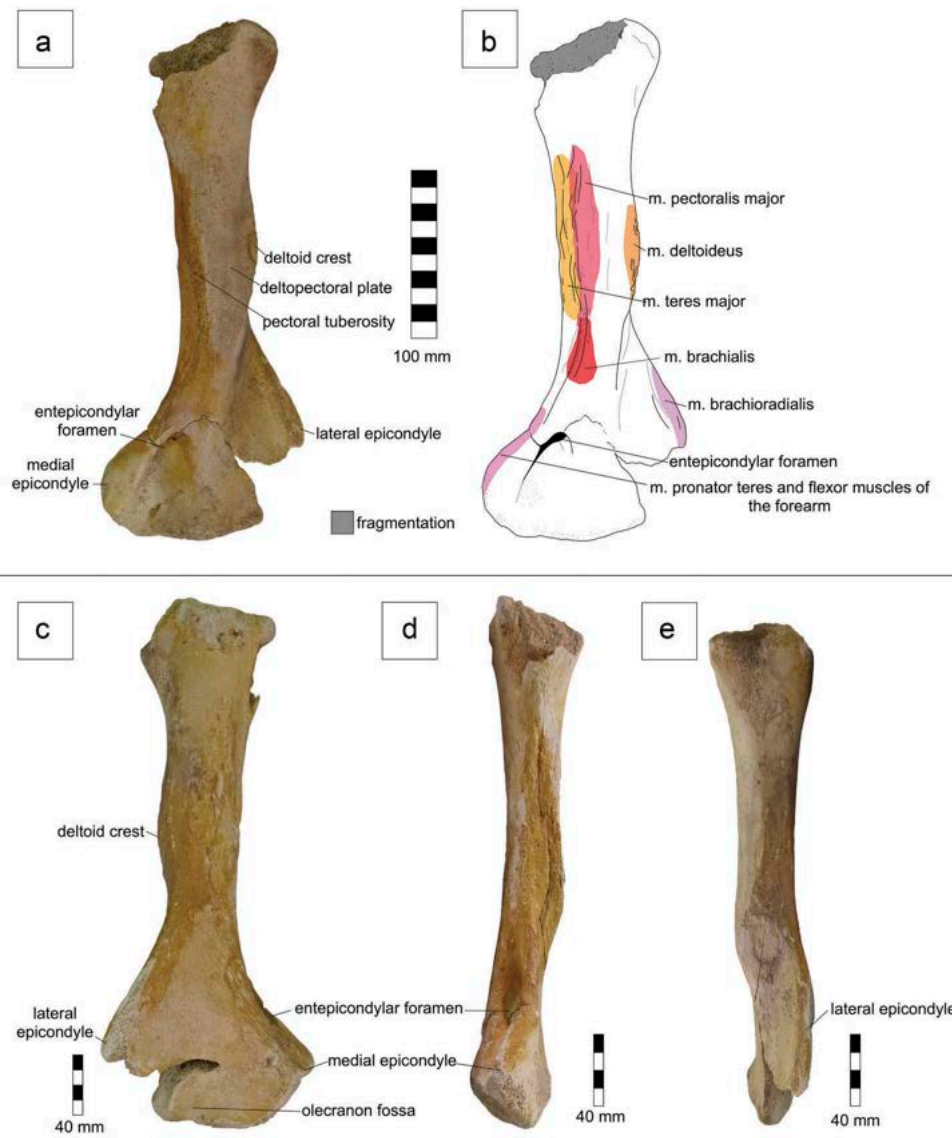 a
b
deltoid crest
deltopectoral plate
pectoral tuberosity
entepicondylar
foramen
medial
epicondyle
lateral epicondyle
100 mm
fragmentation
m. pectoralis major
m. deltoideus
m. teres major
m. brachialis
m. brachioradialis
entepicondylar foramen
m. pronator teres and flexor muscles of
the forearm
c
d
e
deltoid crest
lateral
epicondyle
entepicondylar foramen
medial epicondyle
olecranon fossa
lateral epicondyle
40 mm
40 mm
40 mm